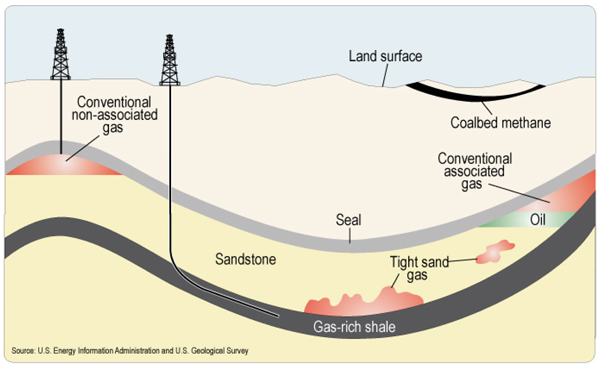 Land surface
Conventional
non-associated
gas
Coalbed methane
Conventional
associated
gas
Seal
Oil
Sandstone
Tight sand
gas
Gas-rich shale
Source: U.S. Energy Information Administration and U.S. Geological Survey